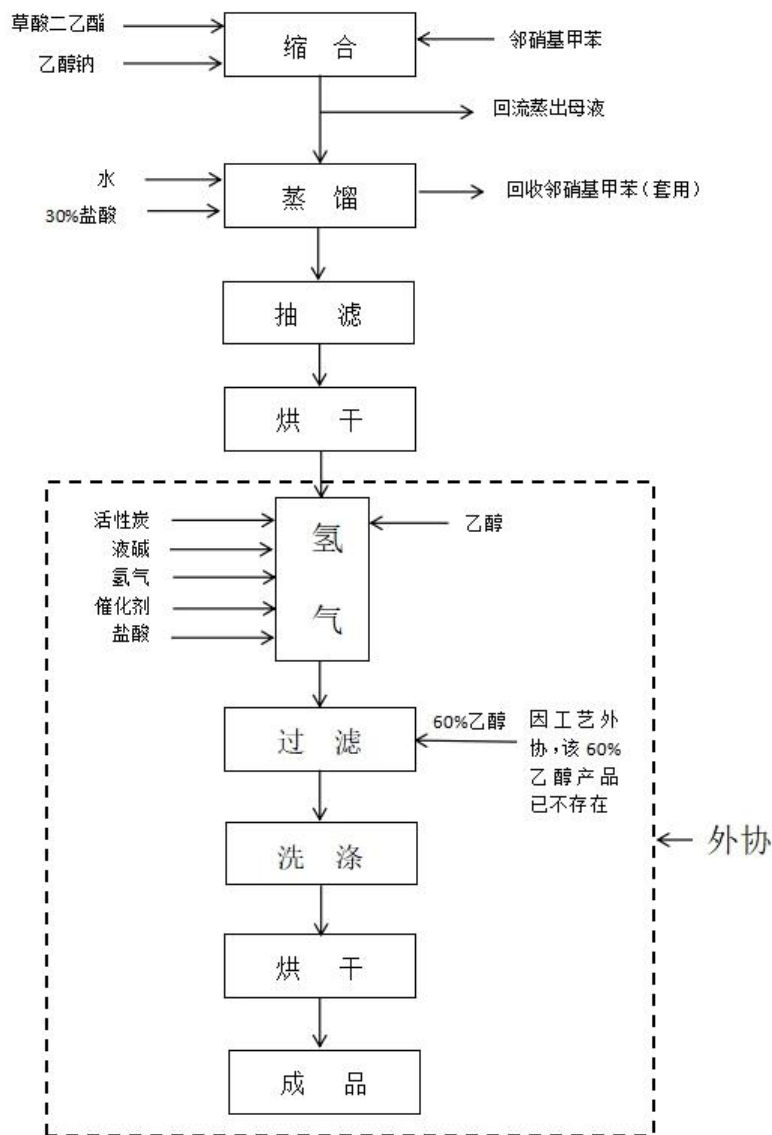 草酸二乙酯
缩 合
邻硝基甲苯
乙醇钠
回流蒸出母液
水
蒸 馏
回收邻硝基甲苯（套用）
30%盐酸
抽 滤
烘 干
活性炭
氢
气
乙醇
液碱
氢气
催化剂
盐酸
过 滤
60%乙醇
因工艺外
协，该60%
乙醇产品
已不存在
洗 涤
外协
烘 干
成 品